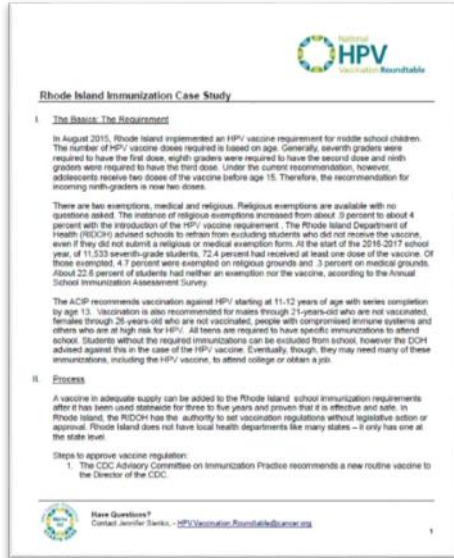 National
HPV
Vaccination Roundtable
Rhode Island Immunization Case Study
I. The Basics: The Requirement
In August 2015, Rhode Island implemented an HPV vaccine requirement for middle school children.
The number of HPV vaccine doses required is based on age. Generally, seventh graders were
required to have the first dose, eighth graders were required to have the second dose and ninth
graders were required to have the third dose. Under the current recommendation, however,
adolescents receive two doses of the vaccine before age 15. Therefore, the recommendation for
incoming ninth-graders is now two doses.
There are two exemptions, medical and religious. Religious exemptions are available with no
questions asked. The instance of religious exemptions increased from about .9 percent to about 4
percent with the introduction of the HPV vaccine requirement. The Rhode Island Department of
Health (RIDOH) advised schools to refrain from excluding students who did not receive the vaccine,
even if they did not submit a religious or medical exemption form. At the start of the 2016-2017 school
year, of 11,533 seventh-grade students, 72.4 percent had received at least one dose of the vaccine. Of
those exempted, 4.7 percent were exempted on religious grounds and .3 percent on medical grounds.
About 22.6 percent of students had neither an exemption nor the vaccine, according to the Annual
School Immunization Assessment Survey.
The ACIP recommends vaccination against HPV starting at 11-12 years of age with series completion
by age 13. Vaccination is also recommended for males through 21-years-old who are not vaccinated,
females through 26-years-old who are not vaccinated, people with compromised immune systems and
others who are at high risk for HPV. All teens are required to have specific immunizations to attend
school. Students without the required immunizations can be excluded from school, however the DOH
advised against this in the case of the HPV vaccine. Eventually, though, they may need many of these
immunizations, including the HPV vaccine, to attend college or obtain a job.
II. Process
A vaccine in adequate supply can be added to the Rhode Island school immunization requirements
after it has been used statewide for three to five years and proven that it is effective and safe. In
Rhode Island, the RIDOH has the authority to set vaccination regulations without legislative action or
approval. Rhode Island does not have local health departments like many states – it only has one at
the state level.
Steps to approve vaccine regulation:
1. The CDC Advisory Committee on Immunization Practice recommends a new routine vaccine to
the Director of the CDC.
Have Questions?
Contact Jennifer - HPV.Vaccination.Roundtable@cancer.org
1